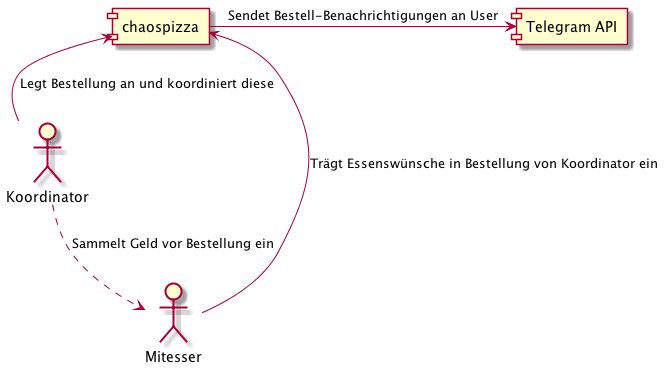 chaospizza
Sendet Bestell-Benachrichtigungen an User
Telegram API
Legt Bestellung an und koordiniert diese
Trägt Essenswünsche in Bestellung von Koordinator ein
Koordinator
Sammelt Geld vor Bestellung ein
Mitesser